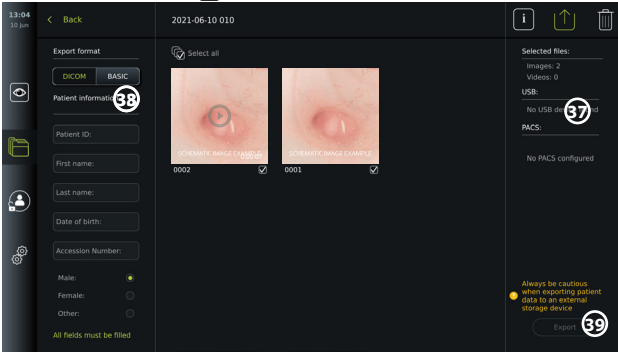 13:04
10 Jun
Back
2021-06-10 010
i
Export format
DICOM BASIC
Patient informatio
38
Patient ID:
First name:
Last name:
Date of birth:
Accession Number:
Male:
Female:
Other:
All fields must be filled
Select all
SCHEMATIC IMAGE EXAMPLE
SCHEMATIC IMAGE EXAMPLE
0002
0001
Selected files:
Images: 2
Videos: 0
USB:
No USB de nd
37
PACS:
No PACS configured
Always be cautious
when exporting patient
data to an external
storage device
Export
39